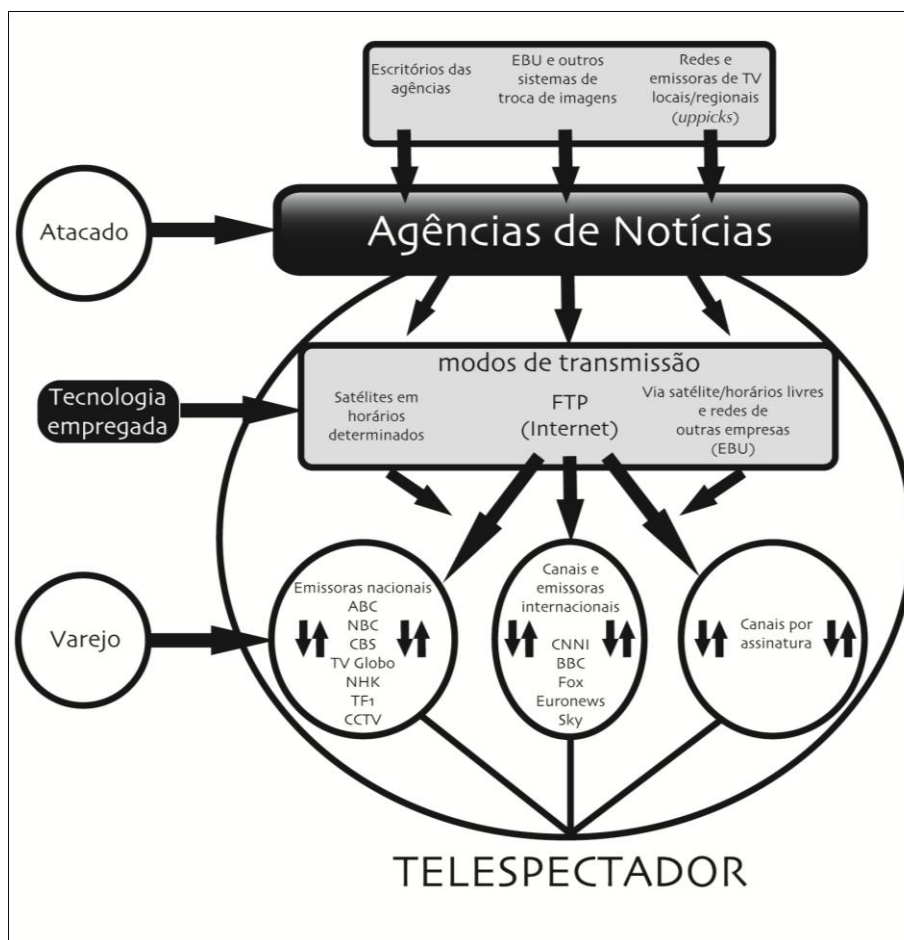 Escritórios das
agências
EBU e outros
sistemas de
troca de imagens
Redes e
emissoras de TV
locais/regionais
(uppicks)
Atacado
Agências de Notícias
modos de transmissão
Tecnologia
empregada
Satélites em
horários
determinados
FTP
(Internet)
Via satélite/horários livres
e redes de
outras empresas
(EBU)
Varejo
Emissoras nacionais
ABC
NBC
CBS
TV Globo
NHK
TF1
CCTV
Canais e
emissoras
internacionais
CNNI
BBC
Fox
Euronews
Sky
Canais por
assinatura
TELESPECTADOR